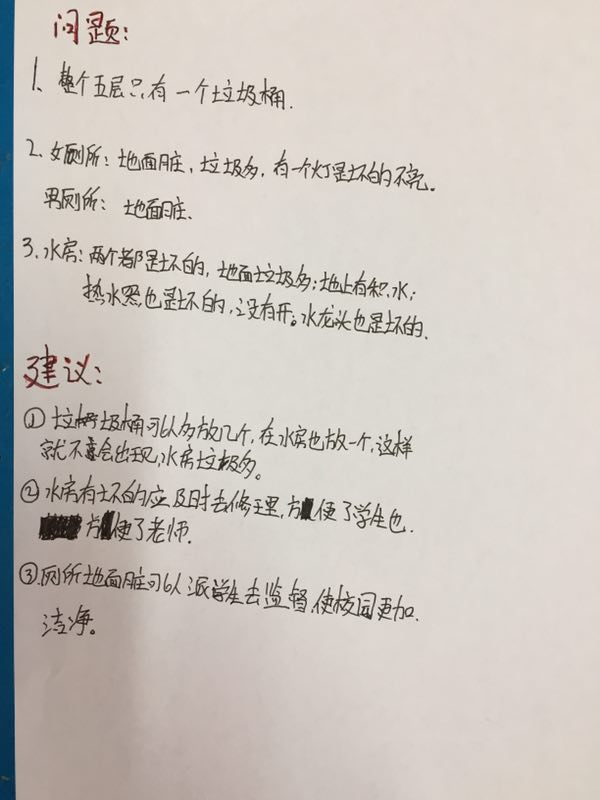 问题:
1、整个五层只有一个垃圾桶.
2、女厕所:地面脏,垃圾多,有一个灯是坏的不亮。
男厕所: 地面脏.
3、水房:两个都是坏的,地面垃圾多;地上有积水;
热水器也是坏的,没有开。水龙头也是坏的.
建议:
①垃圾桶可以多放几个,在水房也放一个,这样
就不会出现,水房垃圾多。
②水房有坏的应及时去修理,方便了学生也.
方便了老师.
③厕所地面脏可以派学生去监督,使校园更加.
洁净。